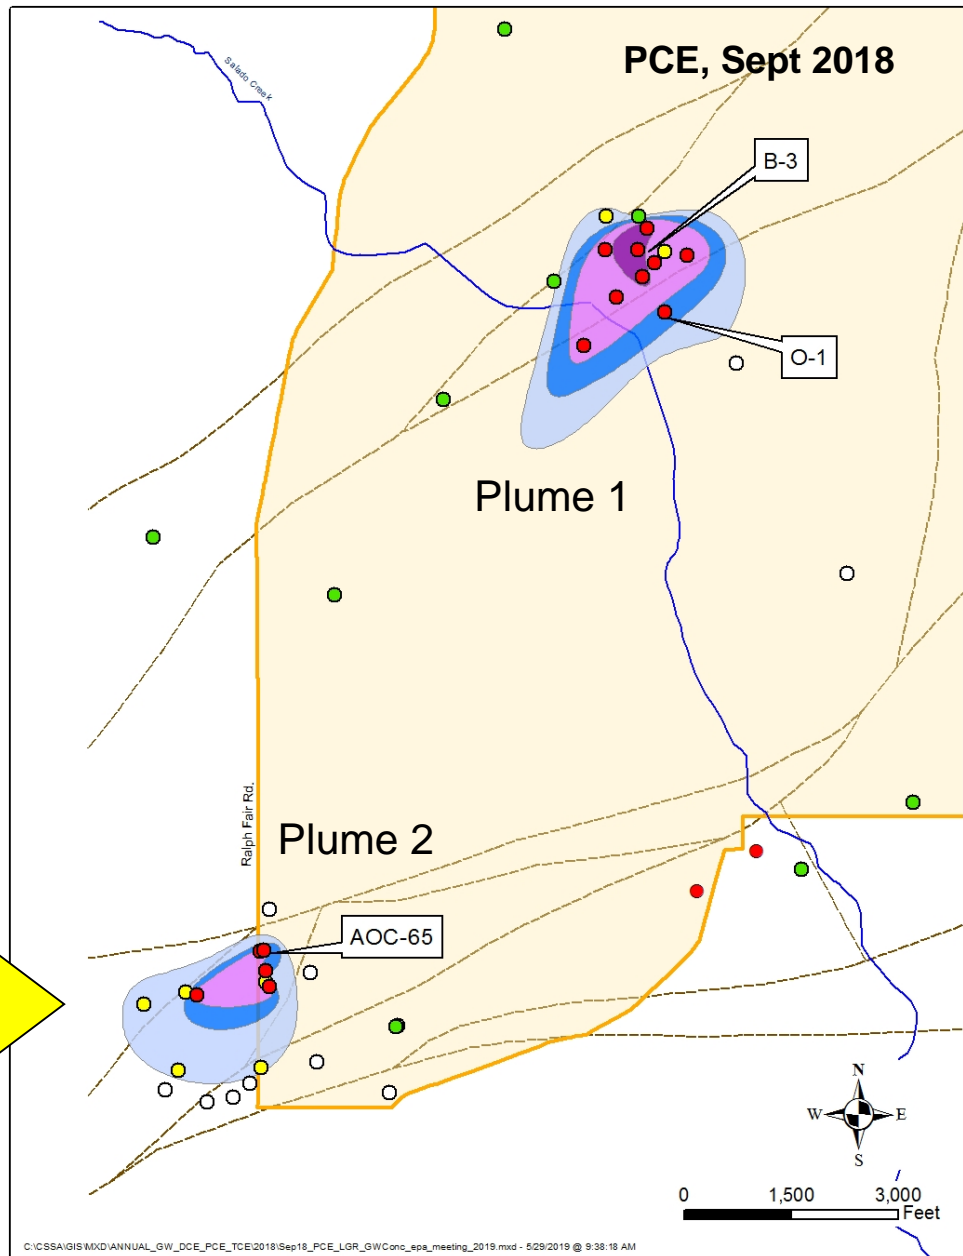 PCE, Sept 2018
Salado Creek
B-3
O-1
Plume 1
Ralph Fair Rd.
Plume 2
AOC-65
N
W E
S
0 1,500 3,000
Feet
C:\CSSA\GIS\MXD\ANNUAL_GW_DCE_PCE_TCE\2018\Sep18_PCE_LGR_GWConc_epa_meeting_2019.mxd - 5/29/2019 @ 9:38:18 AM